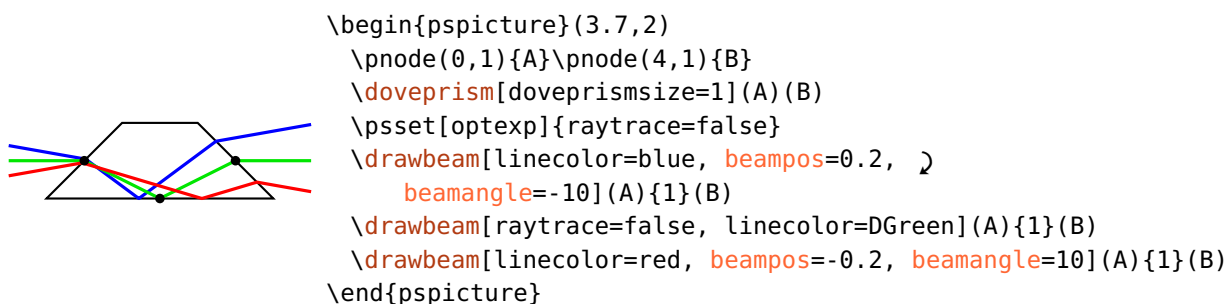 \begin{pspicture}(3.7,2)
\pnode(0,1){A}\pnode(4,1){B}
\doveprism[doveprismsize=1](A)(B)
\psset[optexp]{raytrace=false}
\drawbeam[linecolor=blue, beampos=0.2,
beamangle=-10](A){1}(B)
\drawbeam[raytrace=false, linecolor=DGreen](A){1}(B)
\drawbeam[linecolor=red, beampos=-0.2, beamangle=10](A){1}(B)
\end{pspicture}